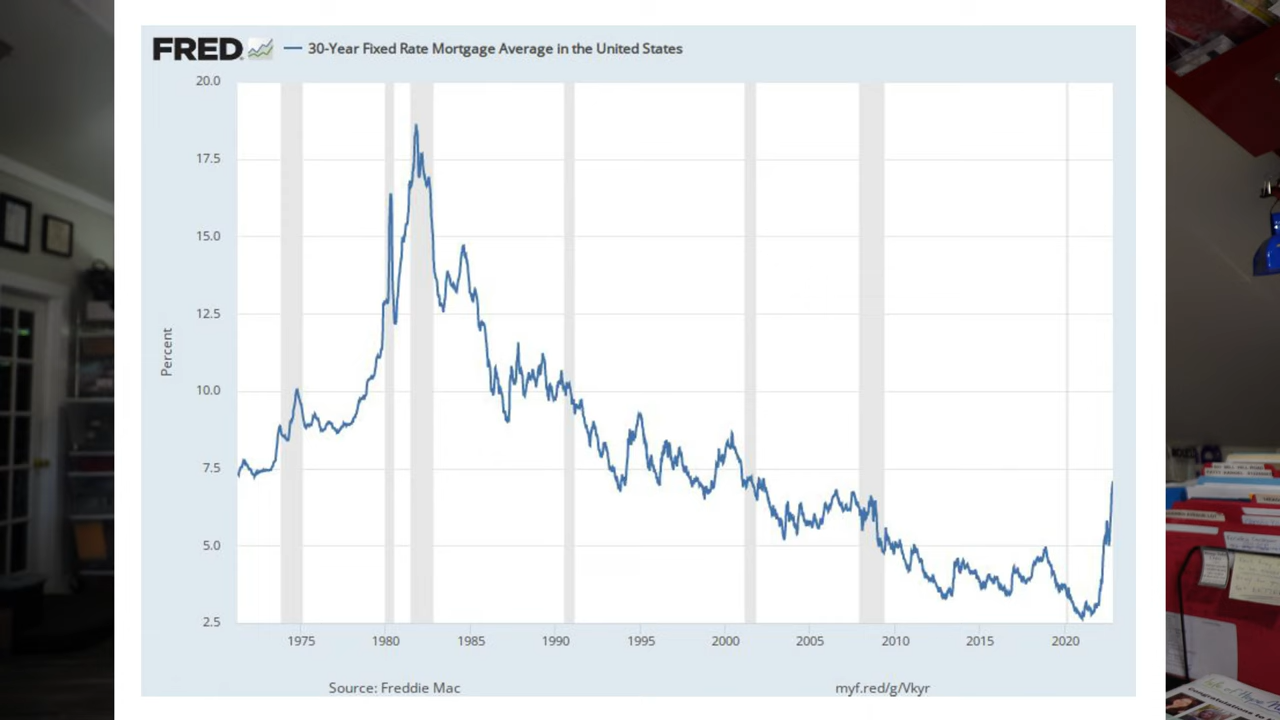 FRED
30-Year Fixed Rate Mortgage Average in the United States
20.0
17.5
15.0
12.5
10.0
7.5
5.0
2.5
Percent
1975 1980 1985 1990 1995 2000 2005 2010 2015 2020
Source: Freddie Mac
myf.red/g/Vkyr